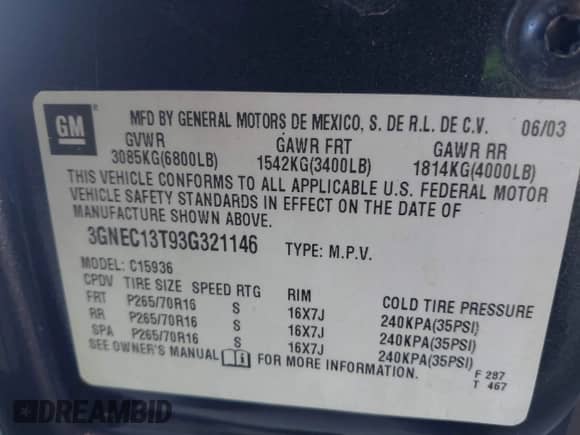 GM
®
MFD BY GENERAL MOTORS DE MEXICO, S. DE R.L. DE C.V. 06/03
GVWR GAWR FRT GAWR RR
3085KG(6800LB) 1542KG(3400LB) 1814KG(4000LB)
THIS VEHICLE CONFORMS TO ALL APPLICABLE U.S. FEDERAL MOTOR
VEHICLE SAFETY STANDARDS IN EFFECT ON THE DATE OF
MANUFACTURE SHOWN ABOVE.
3GNEC13T93G321146 TYPE: M.P.V.
MODEL: C15936
CPDV TIRE SIZE SPEED RTG RIM COLD TIRE PRESSURE
FRT P265/70R16 S 16X7J 240KPA(35PSI)
RR P265/70R16 S 16X7J 240KPA(35PSI)
SPA P265/70R16 S 16X7J 240KPA(35PSI)
SEE OWNER'S MANUAL FOR MORE INFORMATION.
F 287
T 467
DREAMBID